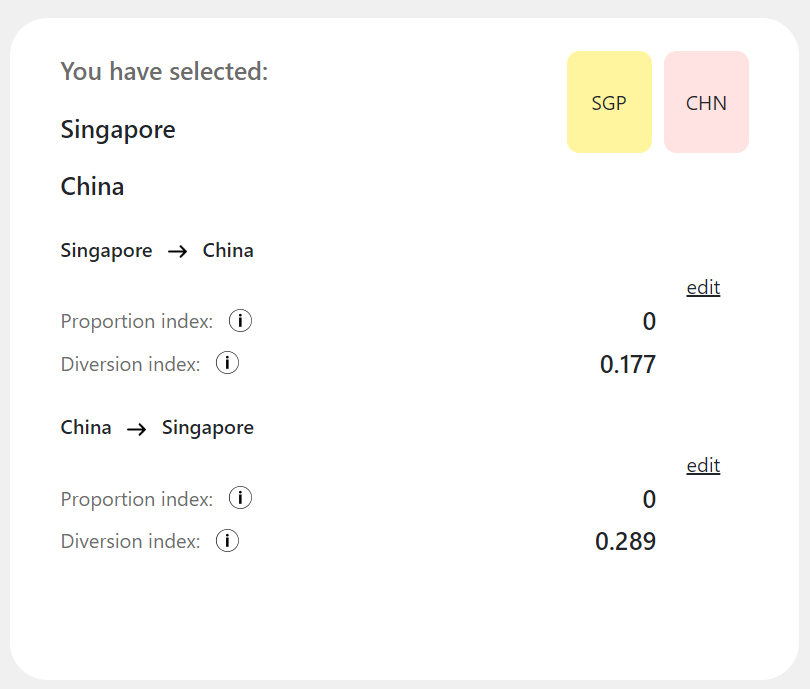 You have selected:
SGP
CHN
Singapore
China
Singapore → China
edit
Proportion index: i 0
Diversion index: i 0.177
China → Singapore
edit
Proportion index: i 0
Diversion index: i 0.289